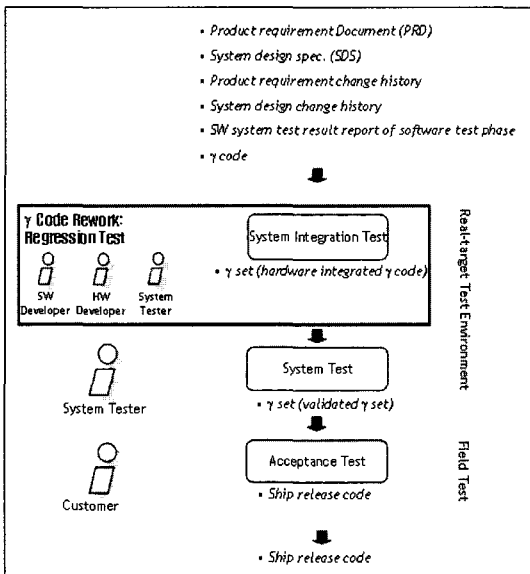 ▪ Product requirement Document (PRD)
▪ System design spec. (SDS)
▪ Product requirement change history
▪ System design change history
▪ SW system test result report of software test phase
▪ γ code
γ Code Rework:
Regression Test
SW
Developer
HW
Developer
System
Tester
System Integration Test
▪ γ set (hardware integrated γ code)
Real-target Test Environment
System Tester
System Test
▪ γ set (validated γ set)
Customer
Acceptance Test
▪ Ship release code
Field Test
▪ Ship release code